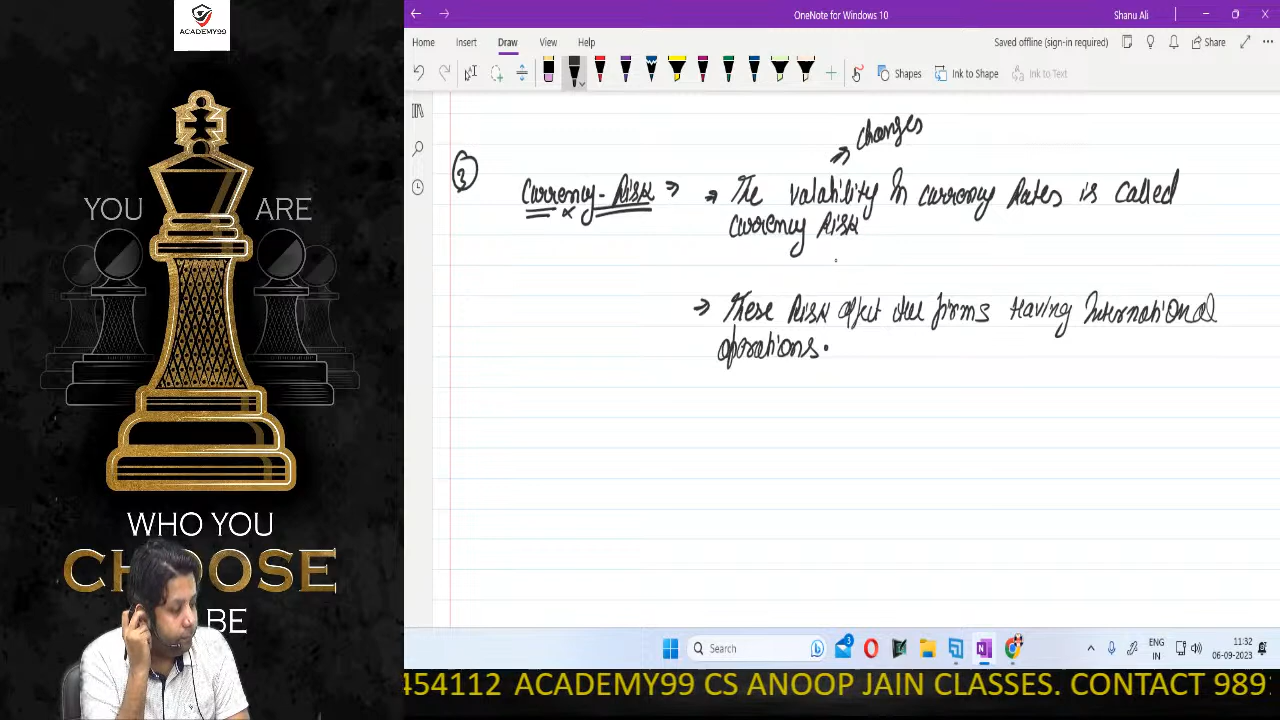 ACADEMY99
YOU ARE
WHO YOU
CHOOSE
BE
OneNote for Windows 10
Shanu Ali
Home Insert Draw View Help
Saved offline (sign-in required)
Share
Shapes
Ink to Shape
Ink to Text
changes
3
Currency - Risk ⇒ → The volability In currency Rates is called
currency Risk
⇒ These Risk affect the firms Having International
operations.
Search
3
ENG
IN
11:32
06-09-2023
454112 ACADEMY99 CS ANOOP JAIN CLASSES. CONTACT 989